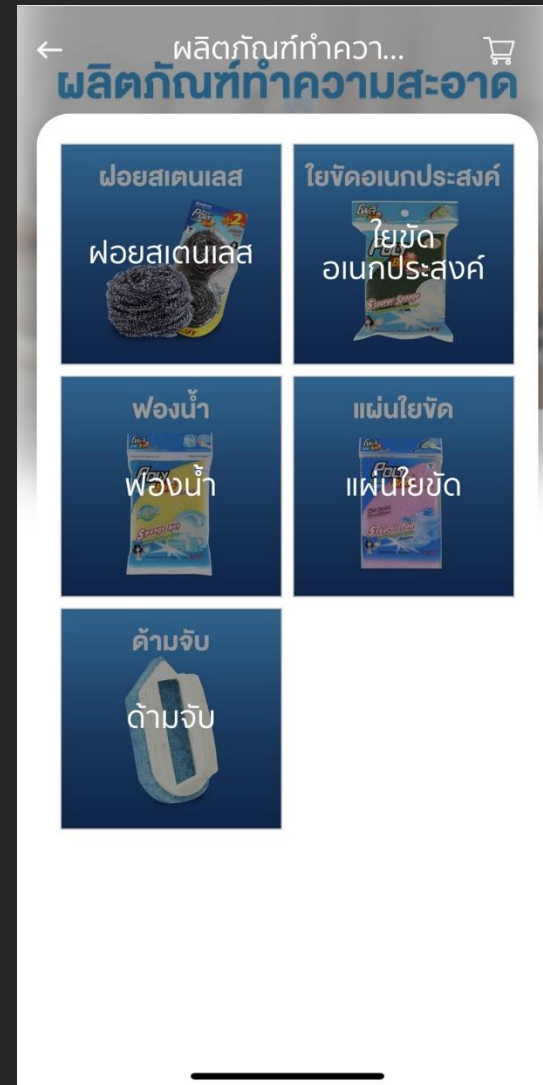 ผลิตภัณฑ์ทำควา...
ผลิตภัณฑ์ทำความสะอาด
ฝอยสเตนเลส
ฝอยสเตนเลส
ใยขัดอเนกประสงค์
ใยขัด
อเนกประสงค์
ฟองน้ำ
ฟองน้ำ
แผ่นใยขัด
แผ่นใยขัด
ด้ามจับ
ด้ามจับ